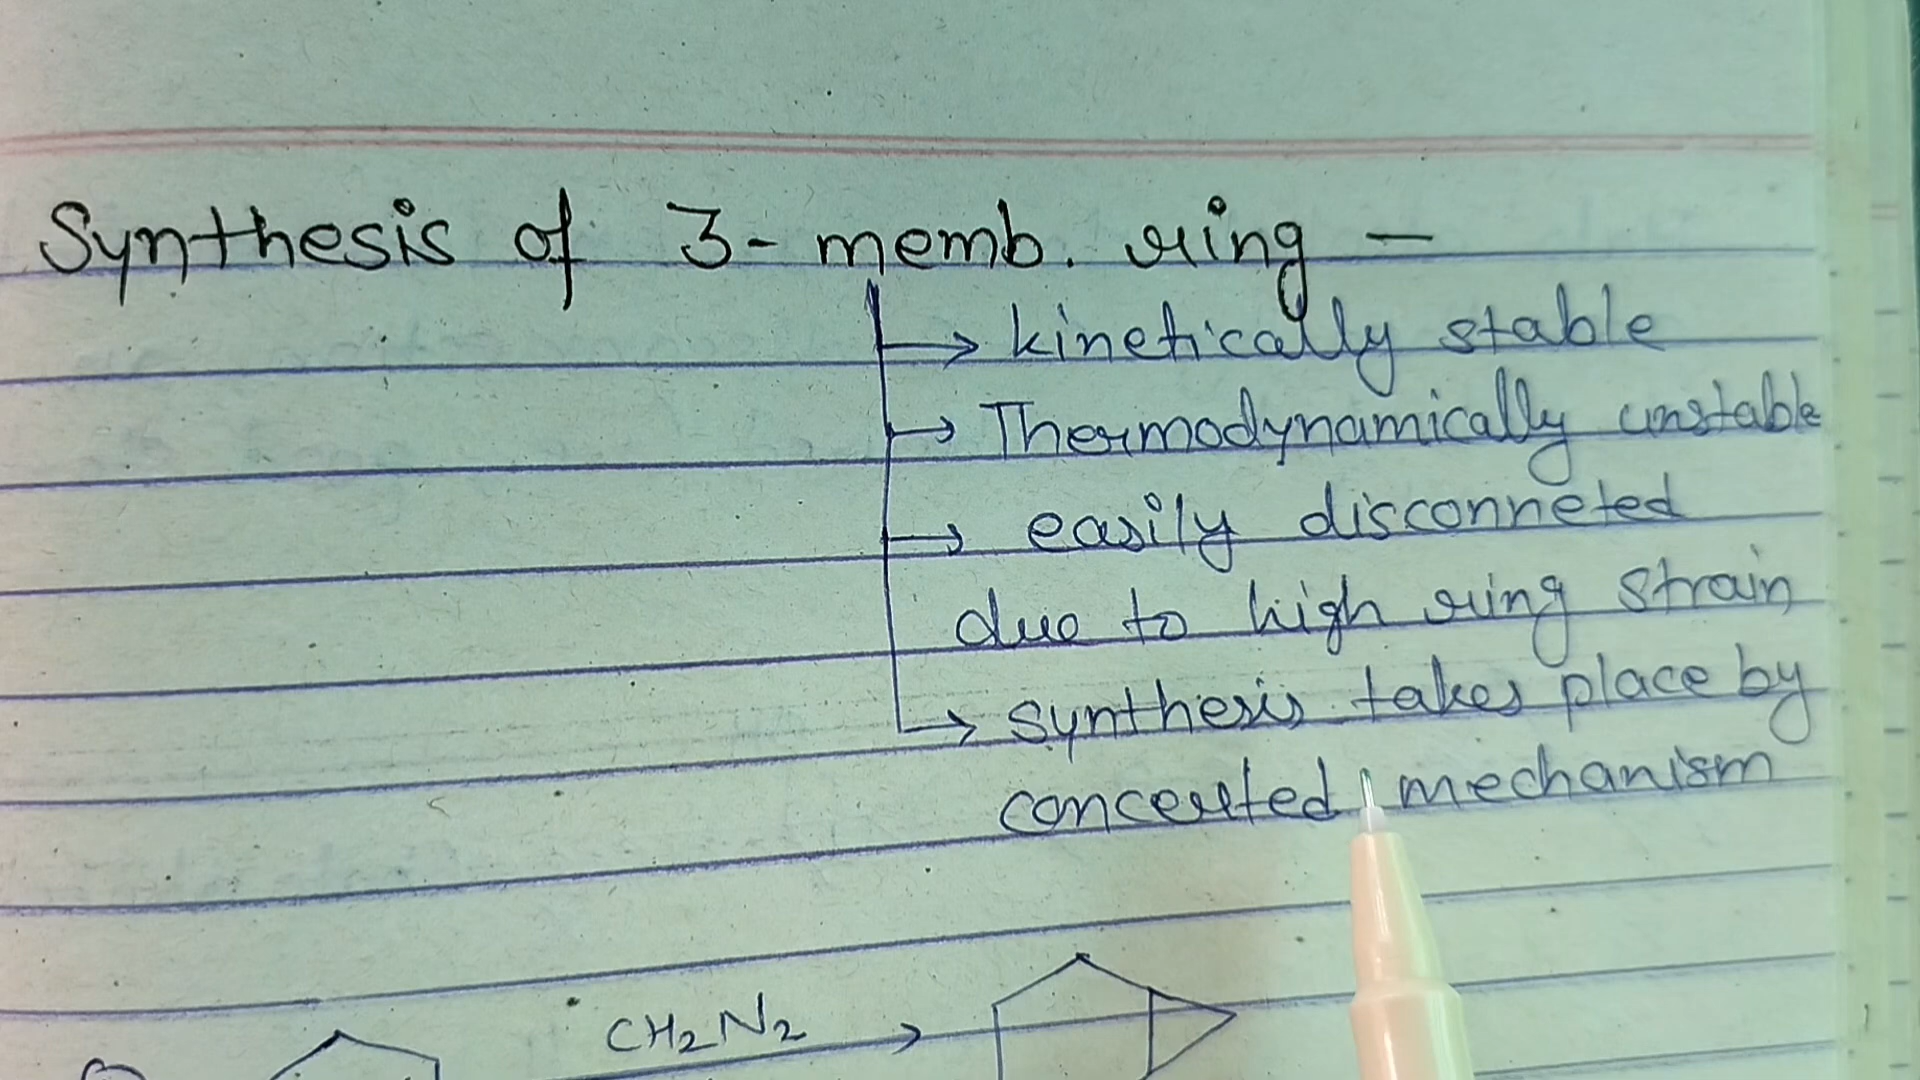 Synthesis of 3- memb. ring -
→ kinetically stable
→ Thermodynamically unstable
→ easily disconneted
due to high ring strain
→ synthesis takes place by
concerted mechanism
CH2N2 →